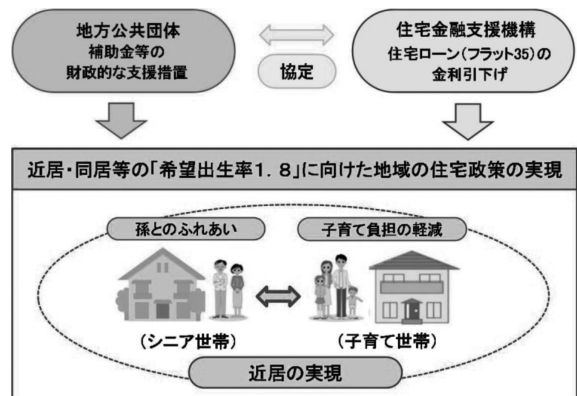 地方公共団体
補助金等の
財政的な支援措置
協定
住宅金融支援機構
住宅ローン(フラット35)の
金利引下げ
近居・同居等の「希望出生率1.8」に向けた地域の住宅政策の実現
孫とのふれあい
子育て負担の軽減
(シニア世帯)
(子育て世帯)
近居の実現